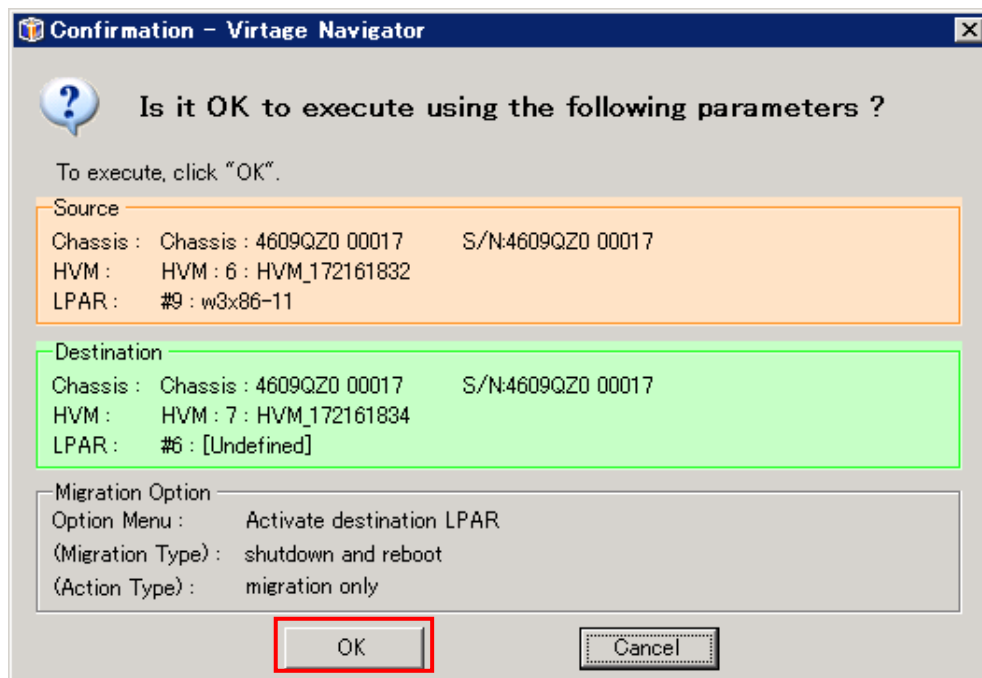 Confirmation - Virtage Navigator
Is it OK to execute using the following parameters ?
To execute, click "OK".
Source
Chassis : Chassis : 4609QZ0 00017 S/N:4609QZ0 00017
HVM : HVM : 6 : HVM_172161832
LPAR : #9 : w3x86-11
Destination
Chassis : Chassis : 4609QZ0 00017 S/N:4609QZ0 00017
HVM : HVM : 7 : HVM_172161834
LPAR : #6 : [Undefined]
Migration Option
Option Menu : Activate destination LPAR
(Migration Type) : shutdown and reboot
(Action Type) : migration only
OK Cancel